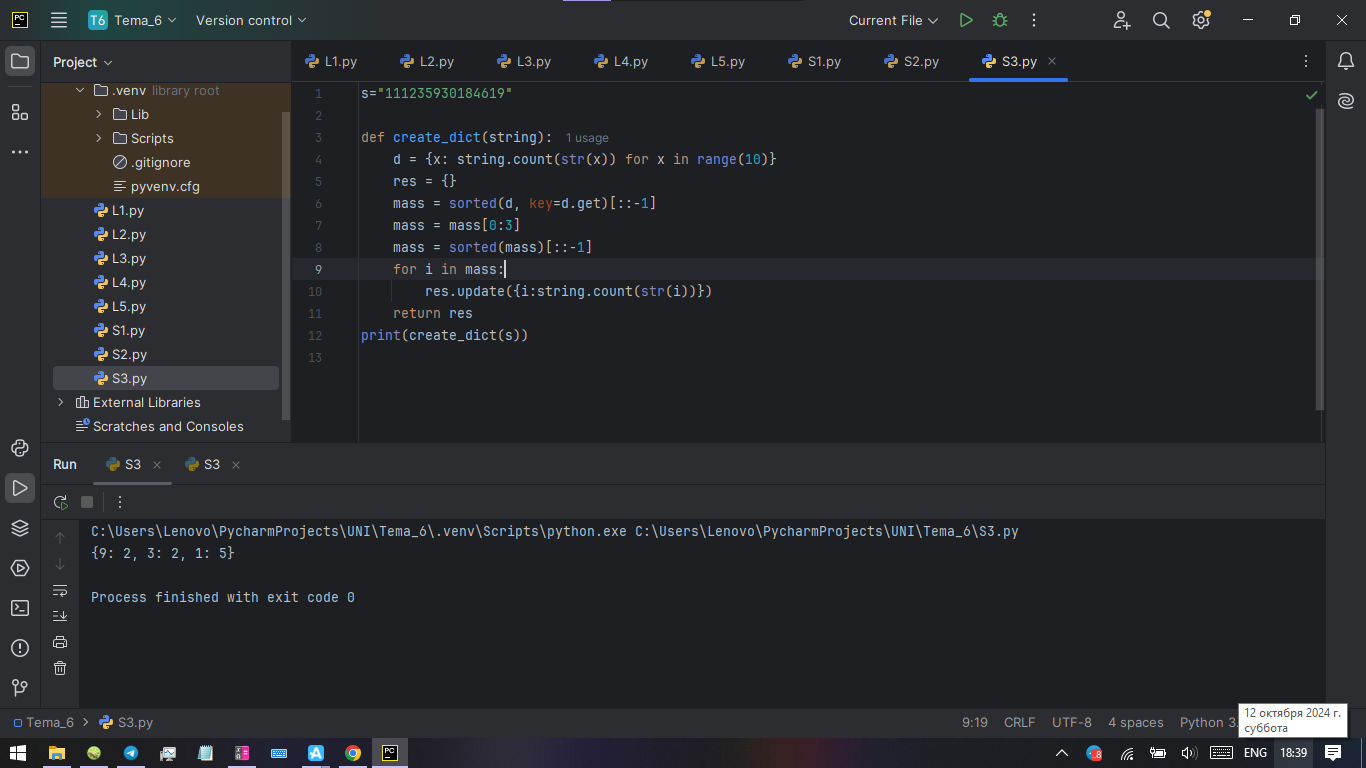 PC
T6 Tema_6 Version control Current File
Project
L1.py L2.py L3.py L4.py L5.py S1.py S2.py S3.py
.venv library root
Lib
Scripts
.gitignore
pyvenv.cfg
L1.py
L2.py
L3.py
L4.py
L5.py
S1.py
S2.py
S3.py
External Libraries
Scratches and Consoles
1 s="111235930184619"
2
3 def create_dict(string): 1 usage
4 d = {x: string.count(str(x)) for x in range(10)}
5 res = {}
6 mass = sorted(d, key=d.get)[::-1]
7 mass = mass[0:3]
8 mass = sorted(mass)[::-1]
9 for i in mass:
10 res.update({i:string.count(str(i))})
11 return res
12 print(create_dict(s))
13
Run S3 S3
C:\Users\Lenovo\PycharmProjects\UNI\Tema_6\.venv\Scripts\python.exe C:\Users\Lenovo\PycharmProjects\UNI\Tema_6\S3.py
{9: 2, 3: 2, 1: 5}
Process finished with exit code 0
Tema_6 S3.py 9:19 CRLF UTF-8 4 spaces Python 3.
12 октября 2024 г.
суббота
PC 8 ENG 18:39